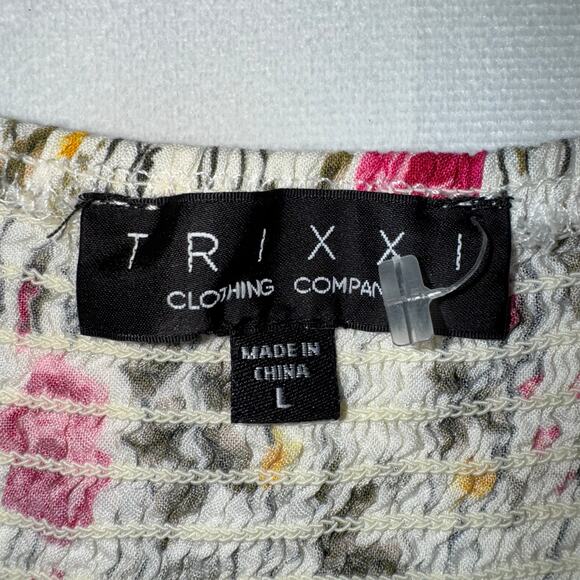 TRIXXI
CLOTHING COMPAN
MADE IN
CHINA
L